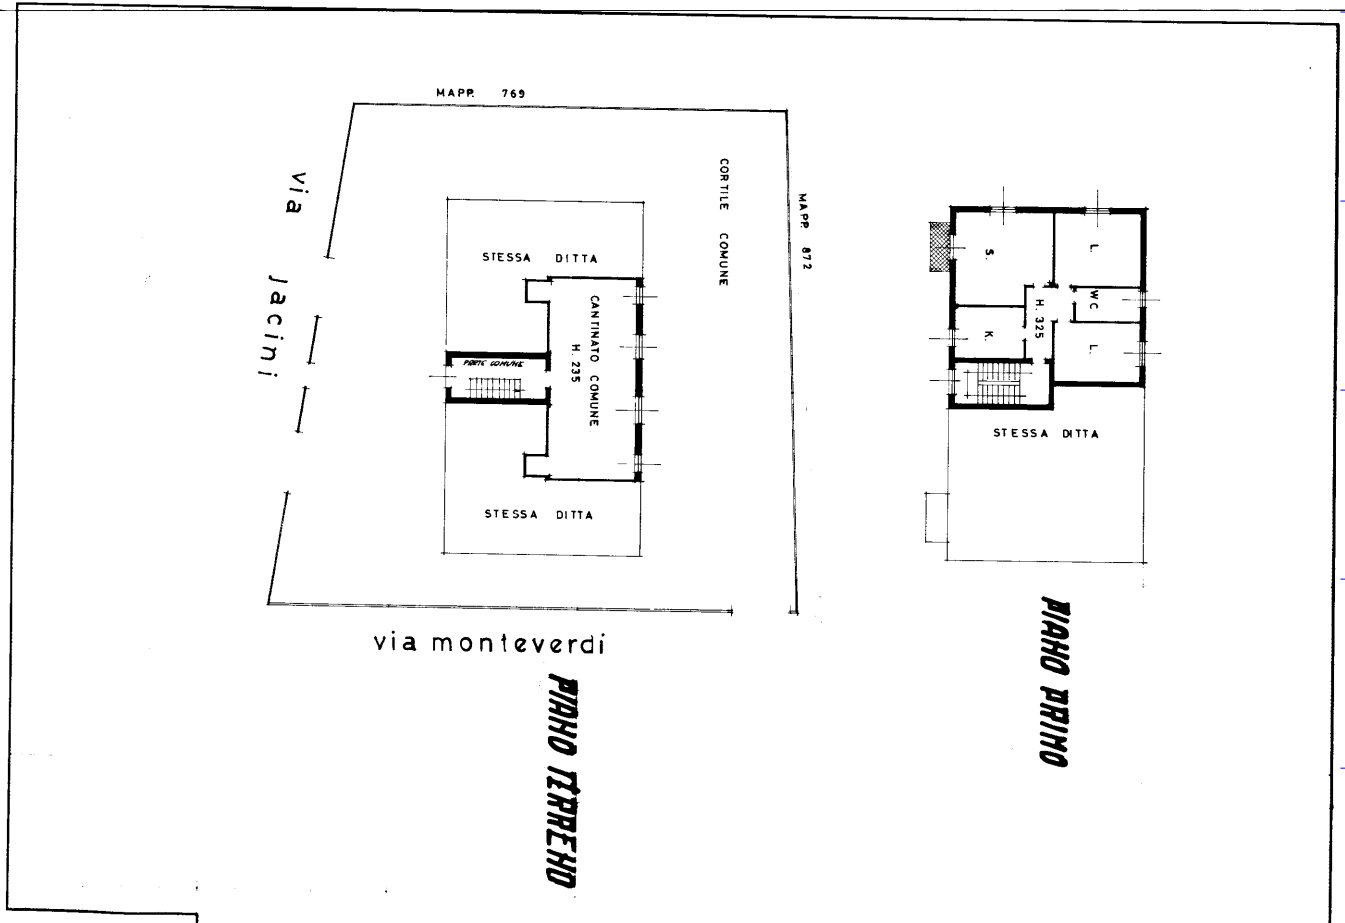 MAPP. 769
via Jacini
CORTILE COMUNE
MAPP. 872
STESSA DITTA
CANTINATO COMUNE
H. 235
PARTE COMUNE
STESSA DITTA
via monteverdi
PIANO TERRENO
S.
L.
WC
H. 325
K.
L.
STESSA DITTA
PIANO PRIMO